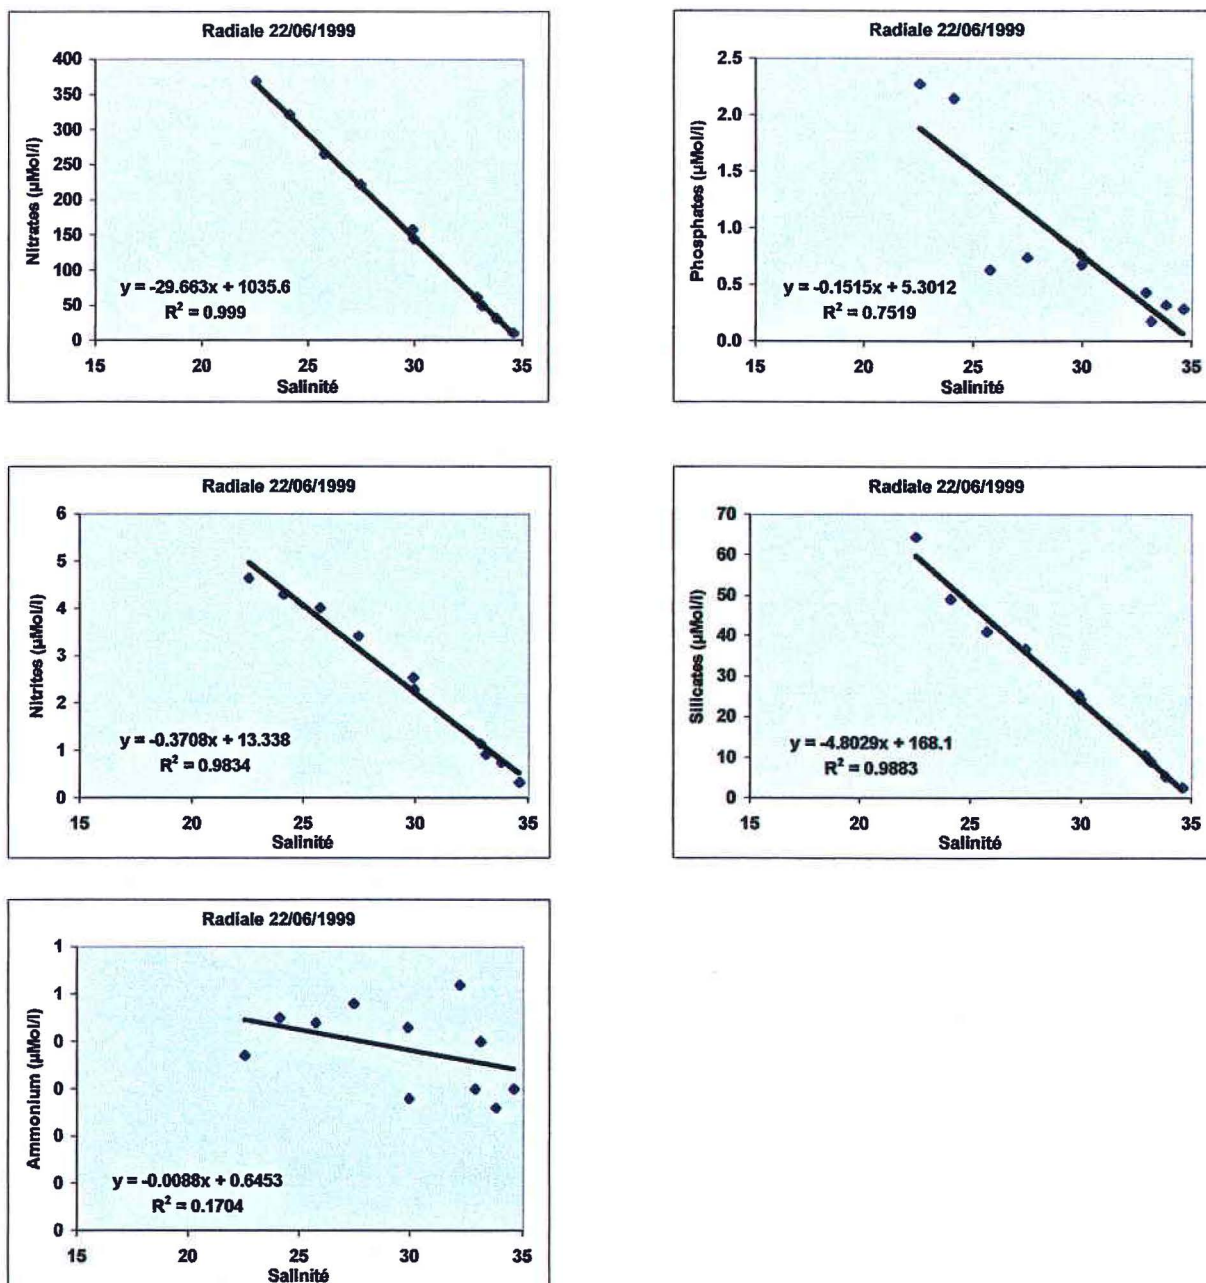 Radiale 22/06/1999
400
350
300
250
200
150
100
50
0
Nitrates (µMol/l)
y = -29.663x + 1035.6
R² = 0.999
15 20 25 30 35
Salinité
Radiale 22/06/1999
2.5
2.0
1.5
1.0
0.5
0.0
Phosphates (µMol/l)
y = -0.1515x + 5.3012
R² = 0.7519
15 20 25 30 35
Salinité
Radiale 22/06/1999
6
5
4
3
2
1
0
Nitrites (µMol/l)
y = -0.3708x + 13.338
R² = 0.9834
15 20 25 30 35
Salinité
Radiale 22/06/1999
70
60
50
40
30
20
10
0
Silicates (µMol/l)
y = -4.8029x + 168.1
R² = 0.9883
15 20 25 30 35
Salinité
Radiale 22/06/1999
1
1
0
0
0
0
0
Ammonium (µMol/l)
y = -0.0088x + 0.6453
R² = 0.1704
15 20 25 30 35
Salinité